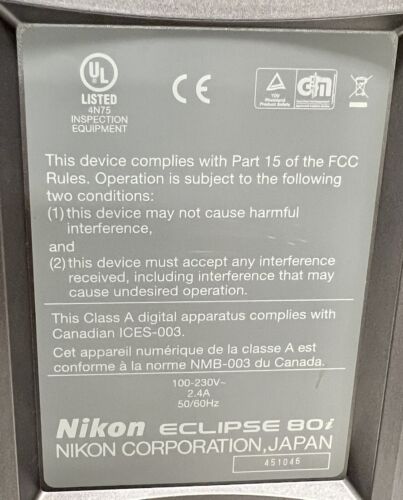 UL
LISTED
4N75
INSPECTION
EQUIPMENT
CE
TÜV
Rheinland
Product Safety
This device complies with Part 15 of the FCC
Rules. Operation is subject to the following
two conditions:
(1) this device may not cause harmful
interference,
and
(2) this device must accept any interference
received, including interference that may
cause undesired operation.
This Class A digital apparatus complies with
Canadian ICES-003.
Cet appareil numérique de la classe A est
conforme à la norme NMB-003 du Canada.
100-230V~
2.4A
50/60Hz
Nikon ECLIPSE 80i
NIKON CORPORATION, JAPAN
451046